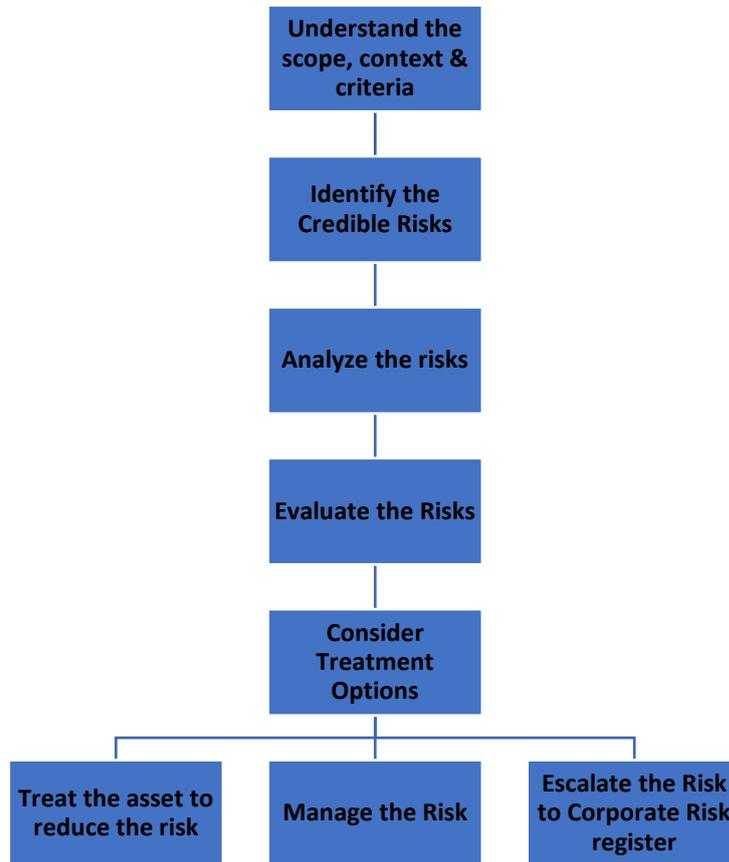 Understand the
scope, context &
criteria
Identify the
Credible Risks
Analyze the risks
Evaluate the Risks
Consider
Treatment
Options
Treat the asset to
reduce the risk
Manage the Risk
Escalate the Risk
to Corporate Risk
register